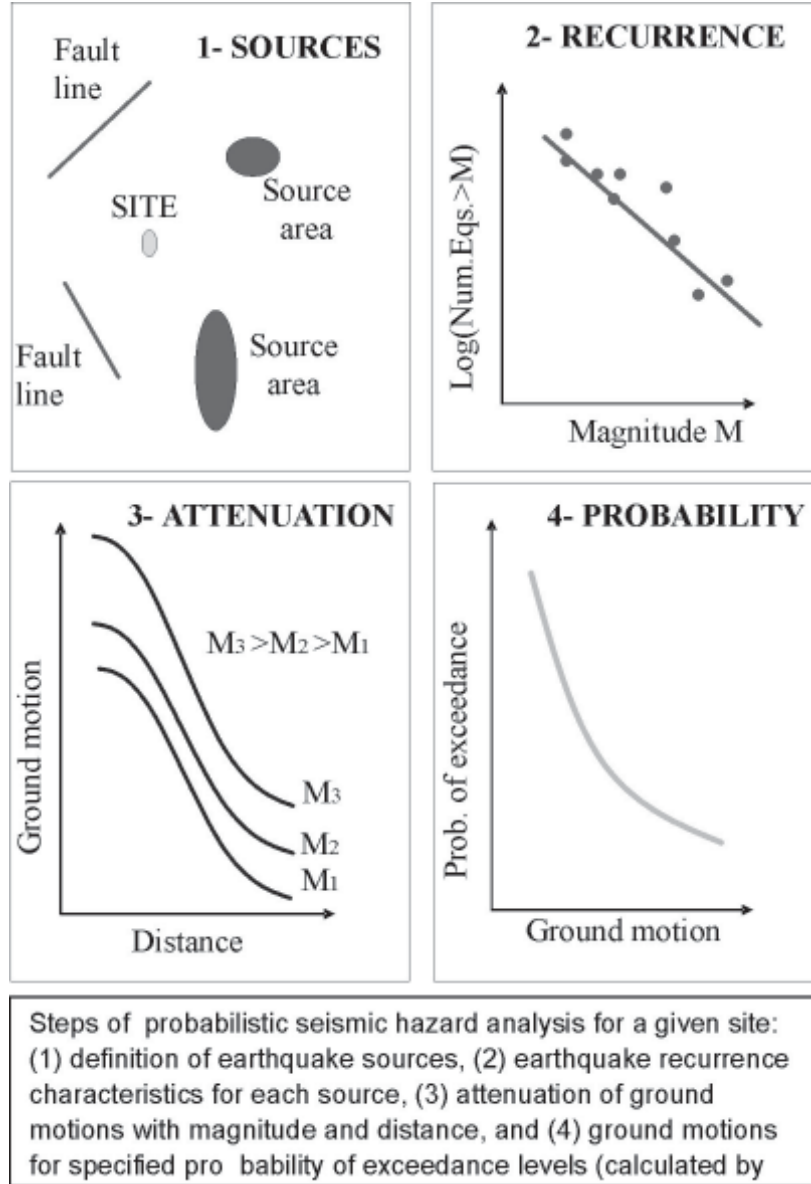 Fault
line
1- SOURCES
SITE
Source
area
Fault
line
Source
area
2- RECURRENCE
Log(Num.Eqs.>M)
Magnitude M
3- ATTENUATION
M3 >M2 >M1
Ground motion
M3
M2
M1
Distance
4- PROBABILITY
Prob. of exceedance
Ground motion
Steps of probabilistic seismic hazard analysis for a given site:
(1) definition of earthquake sources, (2) earthquake recurrence
characteristics for each source, (3) attenuation of ground
motions with magnitude and distance, and (4) ground motions
for specified pro bability of exceedance levels (calculated by